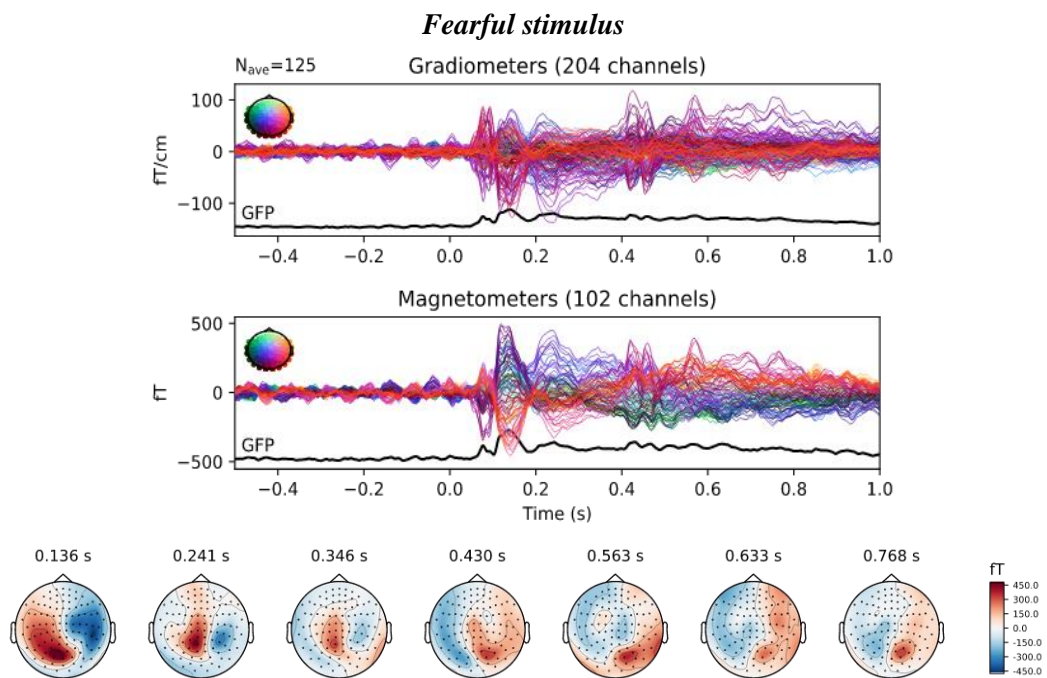 Fearful stimulus
N_ave=125 Gradiometers (204 channels)
100
0
−100
fT/cm
GFP
−0.4 −0.2 0.0 0.2 0.4 0.6 0.8 1.0
Magnetometers (102 channels)
500
0
−500
fT
GFP
−0.4 −0.2 0.0 0.2 0.4 0.6 0.8 1.0
Time (s)
0.136 s 0.241 s 0.346 s 0.430 s 0.563 s 0.633 s 0.768 s
fT
450.0
300.0
150.0
0.0
-150.0
-300.0
-450.0